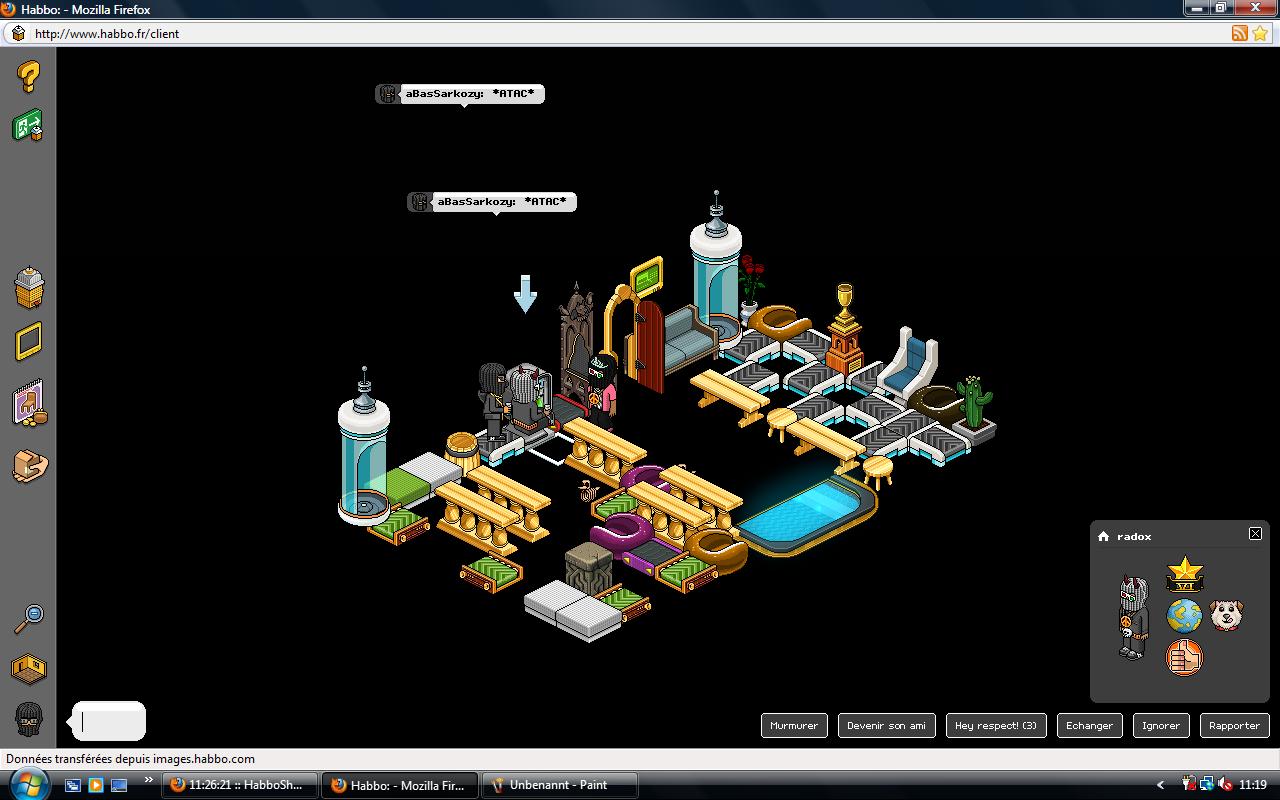 Habbo: - Mozilla Firefox
http://www.habbo.fr/client
aBasSarkozy: *ATAC*
aBasSarkozy: *ATAC*
radox
Murmurer
Devenir son ami
Hey respect! (3)
Echanger
Ignorer
Rapporter
Données transférées depuis images.habbo.com
11:26:21 :: HabboSh...
Habbo: - Mozilla Fir...
Unbenannt - Paint
11:19